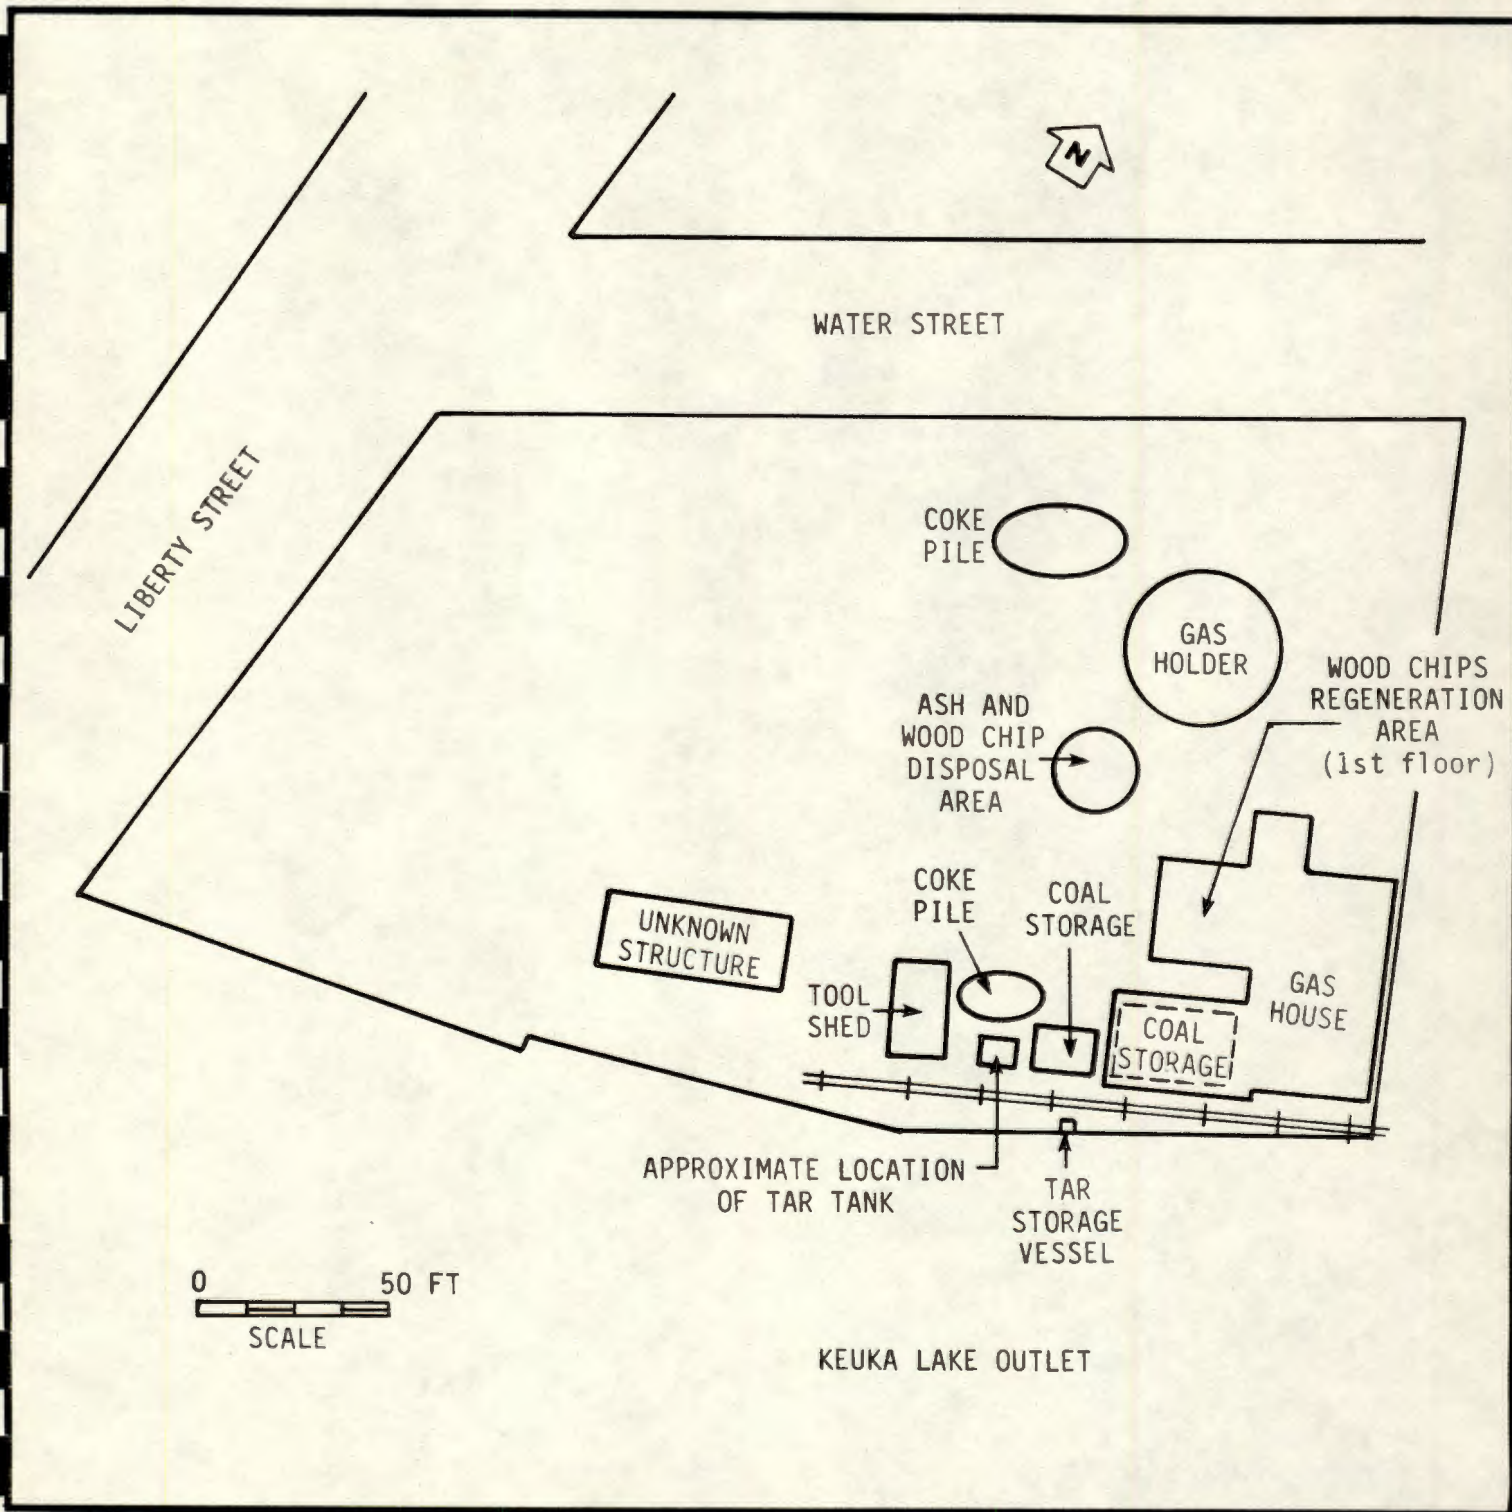 N
WATER STREET
LIBERTY STREET
COKE
PILE
GAS
HOLDER
WOOD CHIPS
REGENERATION
AREA
(1st floor)
ASH AND
WOOD CHIP
DISPOSAL
AREA
COKE
PILE
COAL
STORAGE
UNKNOWN
STRUCTURE
TOOL
SHED
GAS
HOUSE
COAL
STORAGE
APPROXIMATE LOCATION
OF TAR TANK
TAR
STORAGE
VESSEL
0 50 FT
SCALE
KEUKA LAKE OUTLET